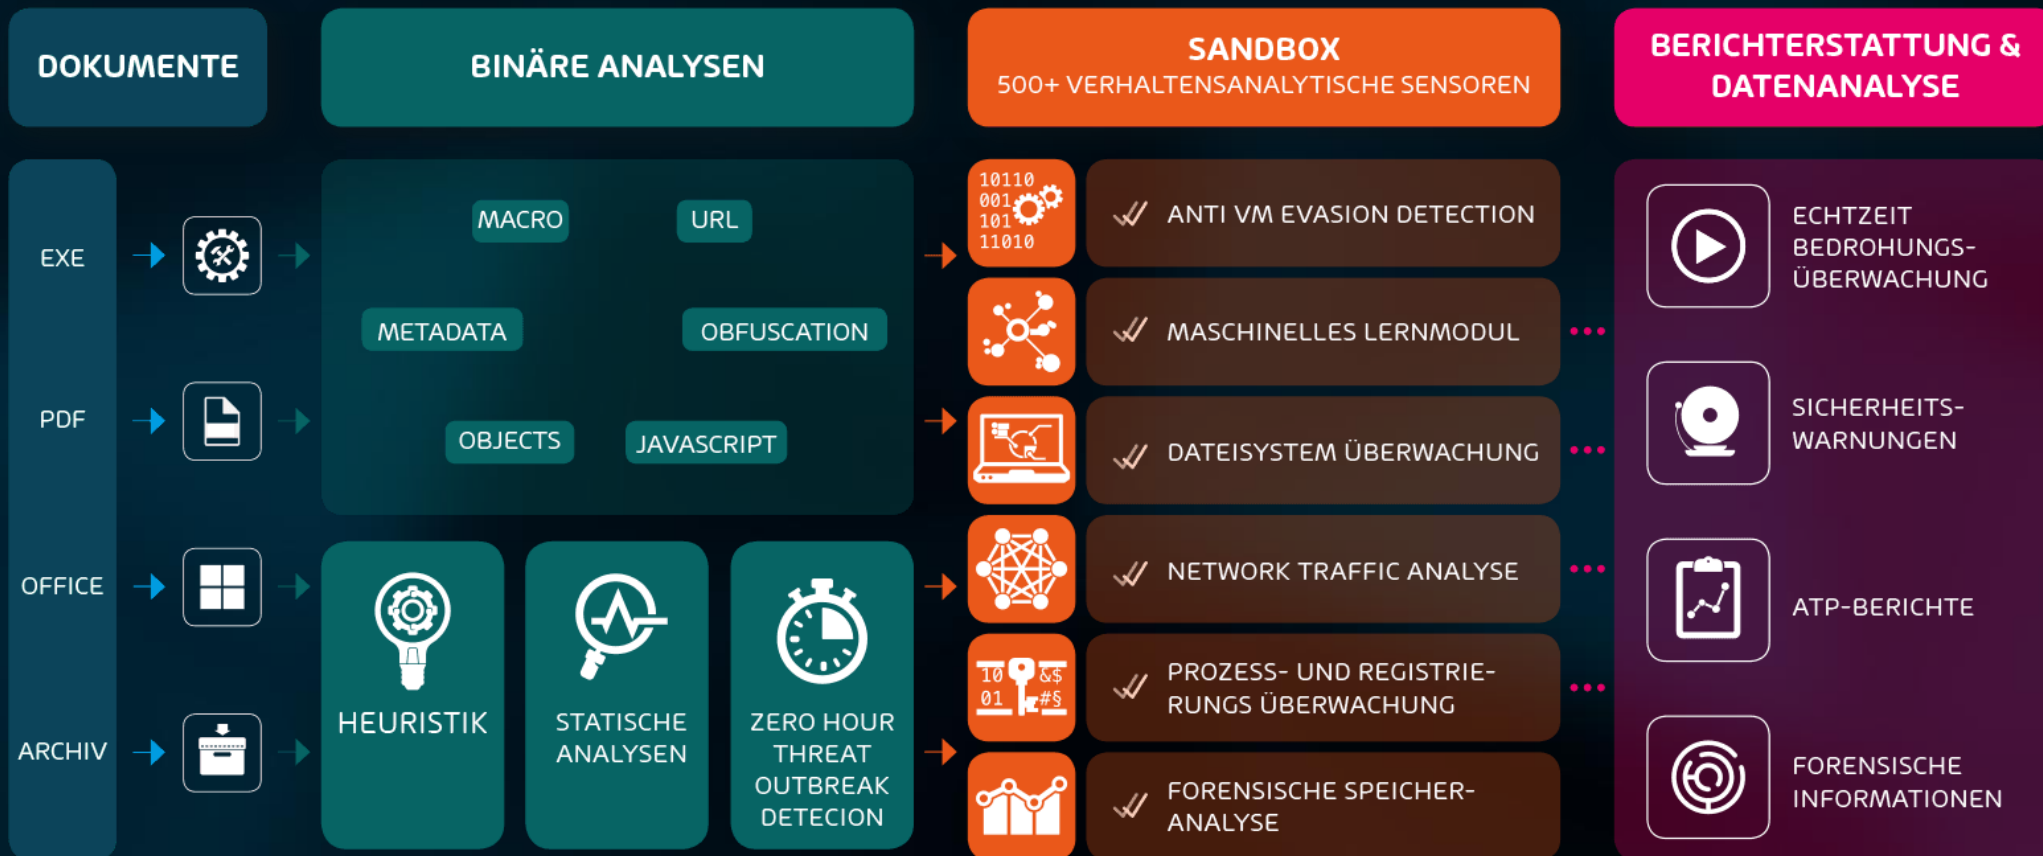 DOKUMENTE
BINÄRE ANALYSEN
SANDBOX
500+ VERHALTENSANALYTISCHE SENSOREN
BERICHTERSTATTUNG &
DATENANALYSE
EXE
PDF
OFFICE
ARCHIV
MACRO
URL
METADATA
OBFUSCATION
OBJECTS
JAVASCRIPT
HEURISTIK
STATISCHE
ANALYSEN
ZERO HOUR
THREAT
OUTBREAK
DETECION
10110
001
101
11010
ANTI VM EVASION DETECTION
MASCHINELLES LERNMODUL
DATEISYSTEM ÜBERWACHUNG
NETWORK TRAFFIC ANALYSE
10 &$
01 #§
PROZESS- UND REGISTRIE-
RUNGS ÜBERWACHUNG
FORENSISCHE SPEICHER-
ANALYSE
ECHTZEIT
BEDROHUNGS-
ÜBERWACHUNG
SICHERHEITS-
WARNUNGEN
ATP-BERICHTE
FORENSISCHE
INFORMATIONEN